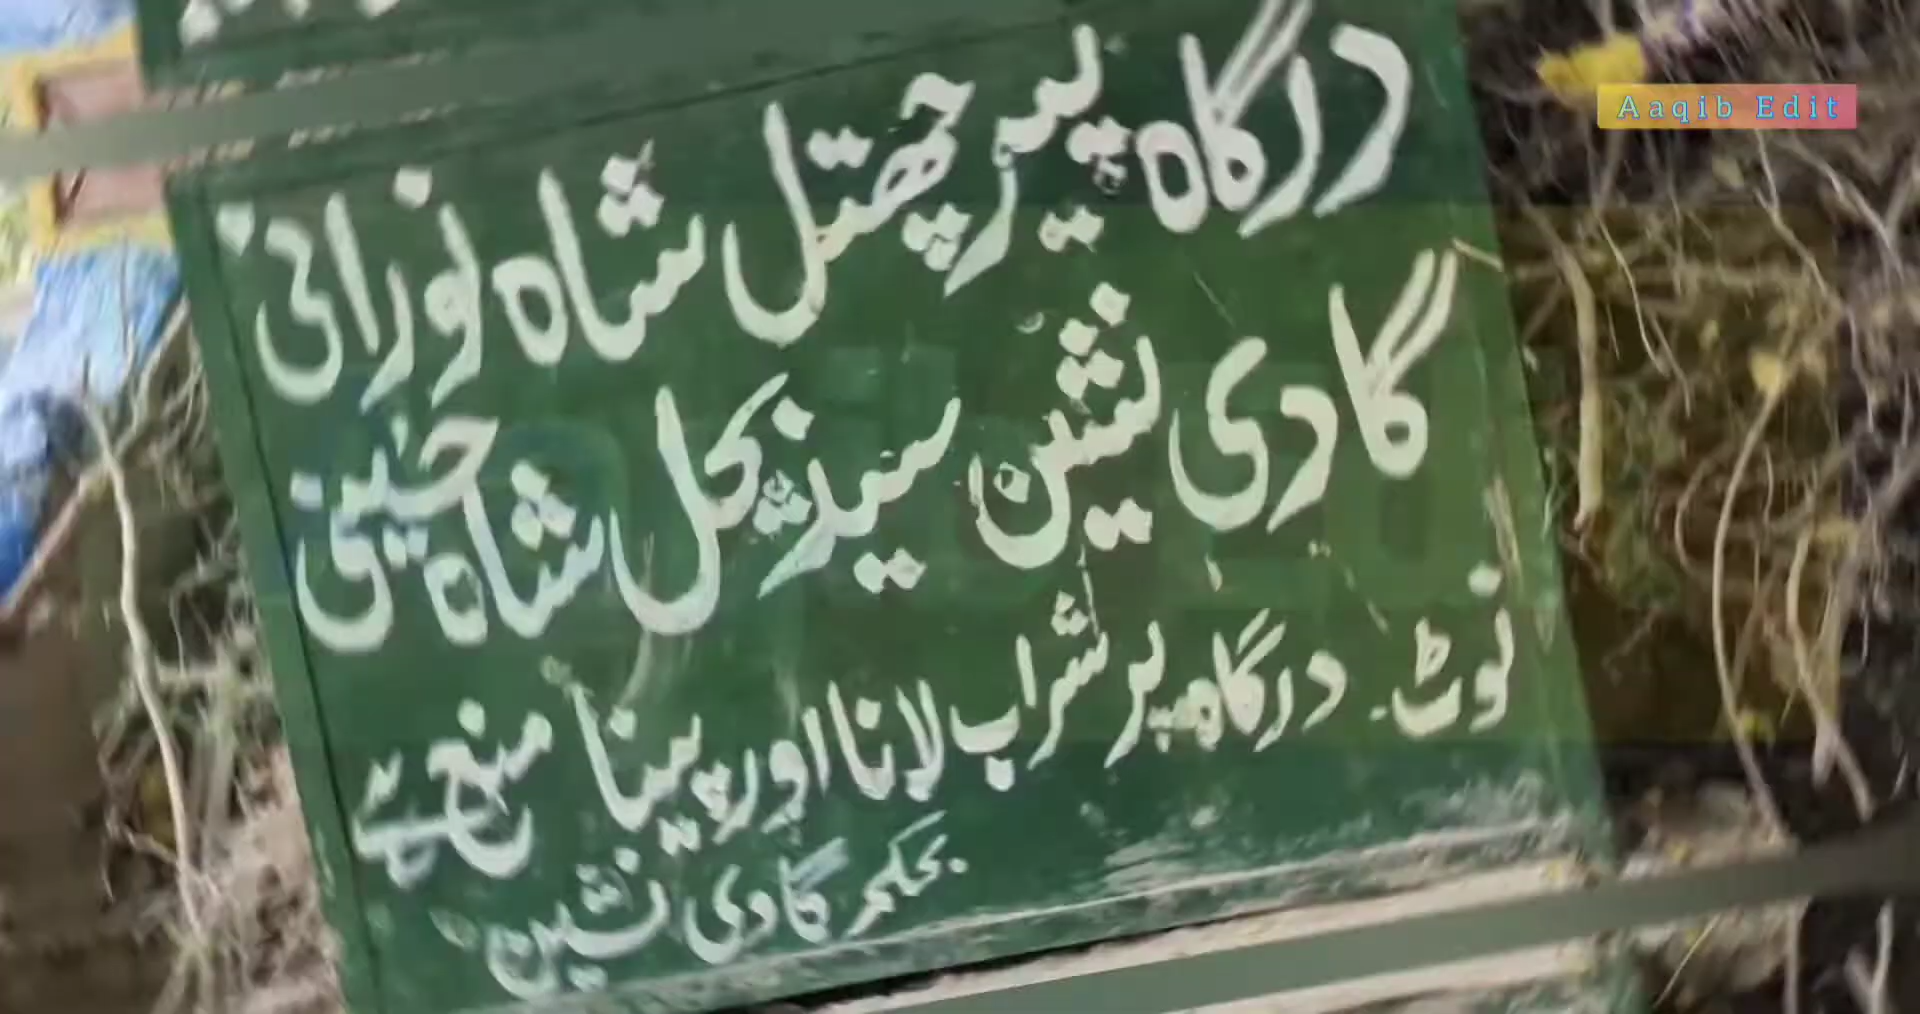 درگاہ پیر چھتل شاہ نورانی
گادی نشین سید بچل شاہ حسینی
نوٹ۔ درگاہ پر شراب لانا اور پینا منع ہے
بحکم گادی نشین
Aaqib Edit